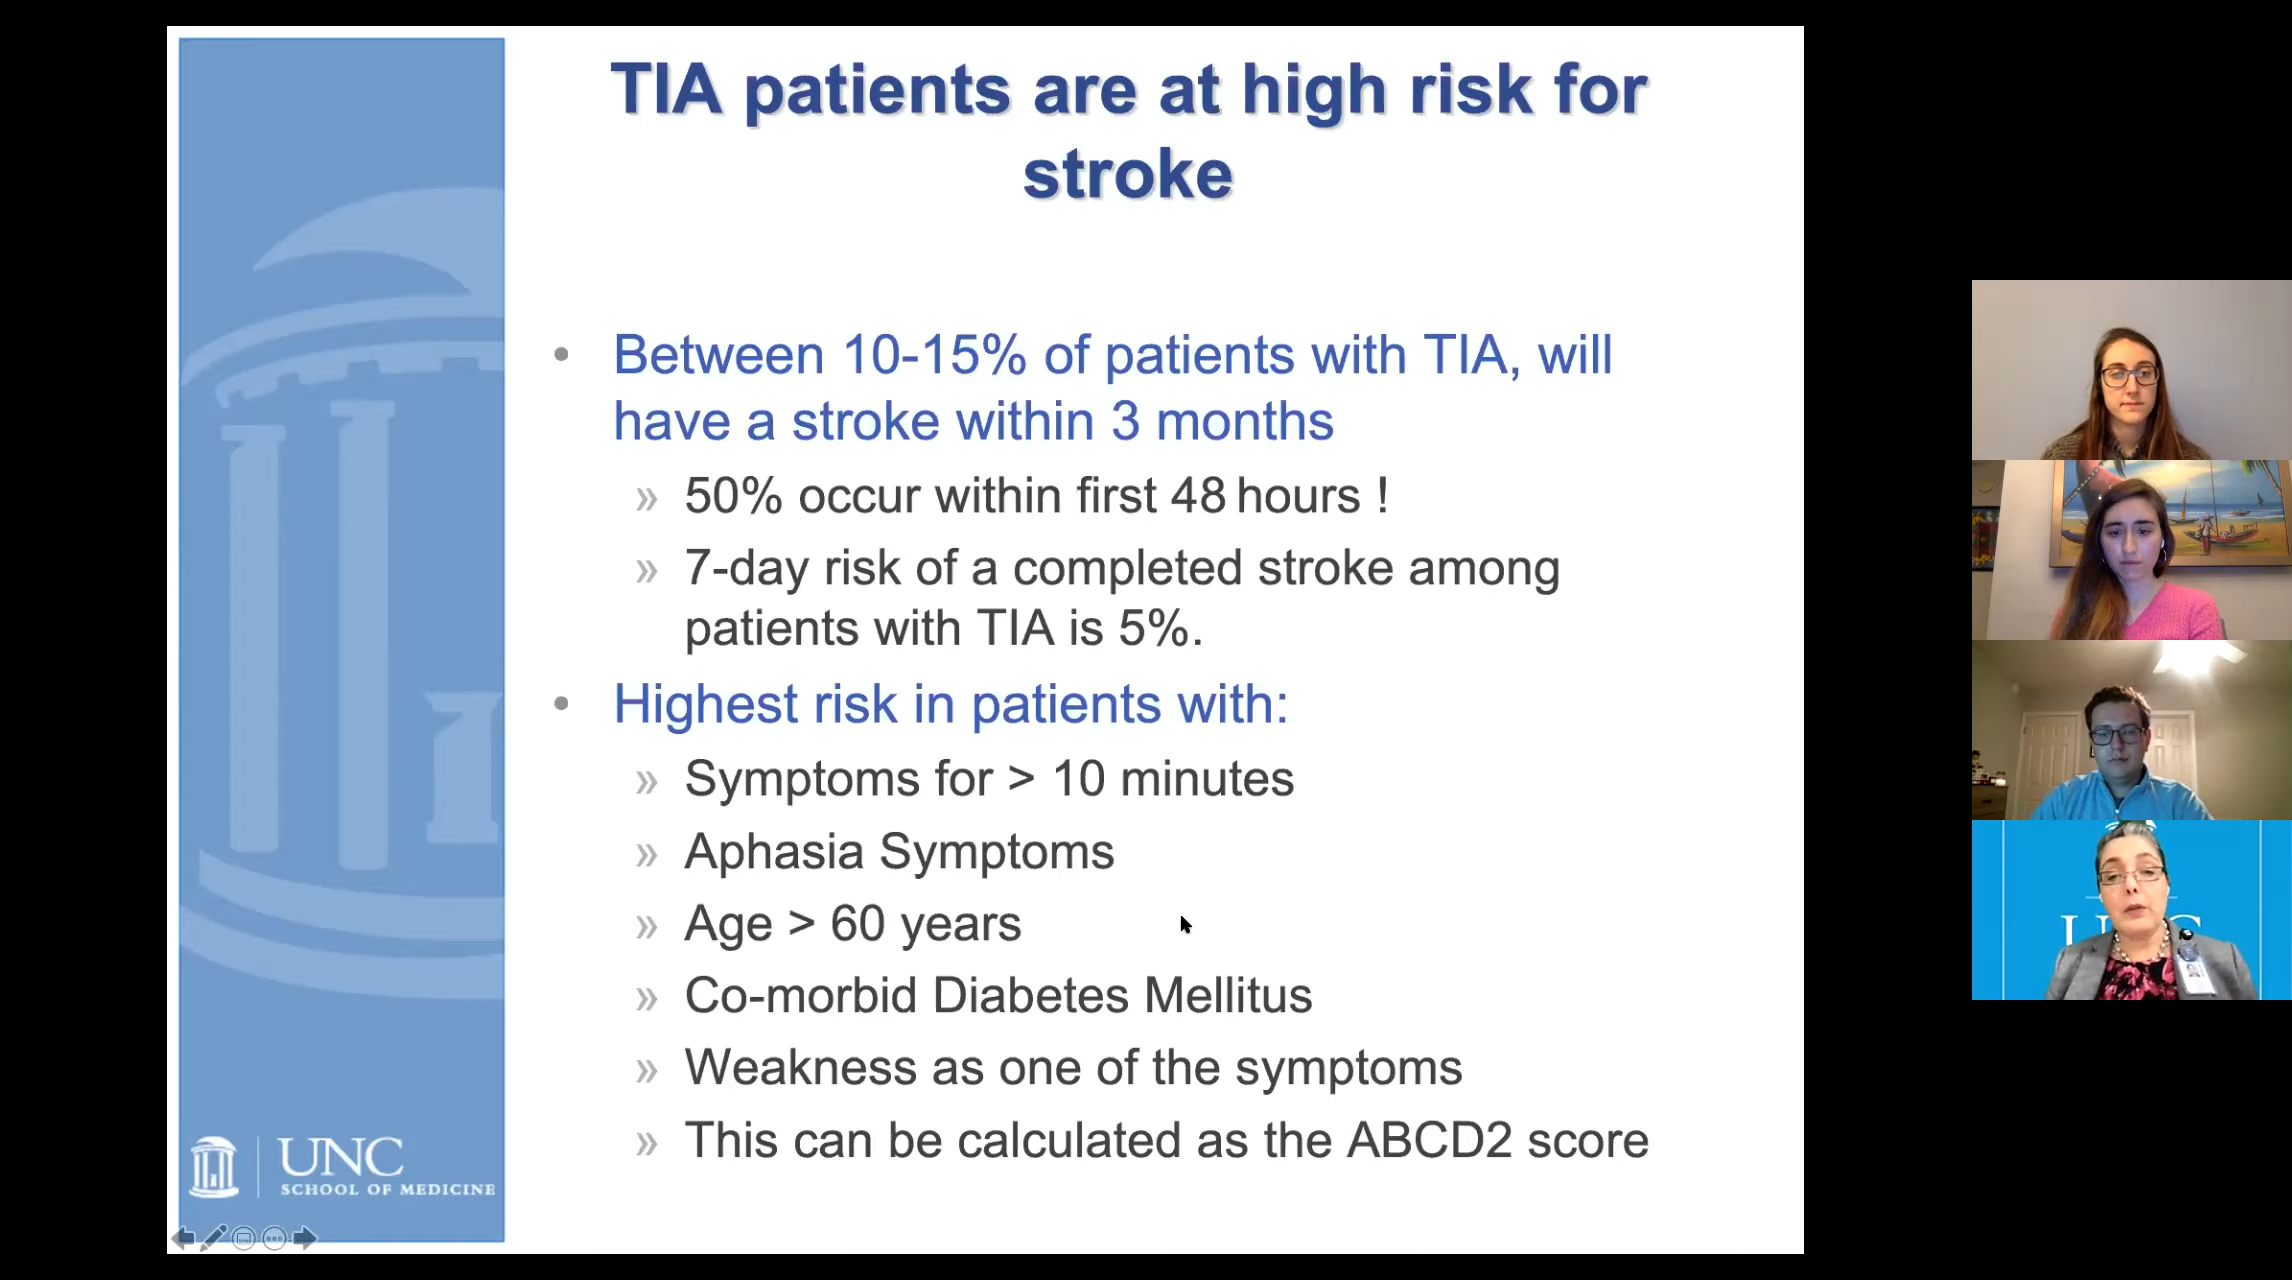 TIA patients are at high risk for
stroke
• Between 10-15% of patients with TIA, will
have a stroke within 3 months
» 50% occur within first 48 hours !
» 7-day risk of a completed stroke among
patients with TIA is 5%.
• Highest risk in patients with:
» Symptoms for > 10 minutes
» Aphasia Symptoms
» Age > 60 years
» Co-morbid Diabetes Mellitus
» Weakness as one of the symptoms
» This can be calculated as the ABCD2 score
UNC
SCHOOL OF MEDICINE